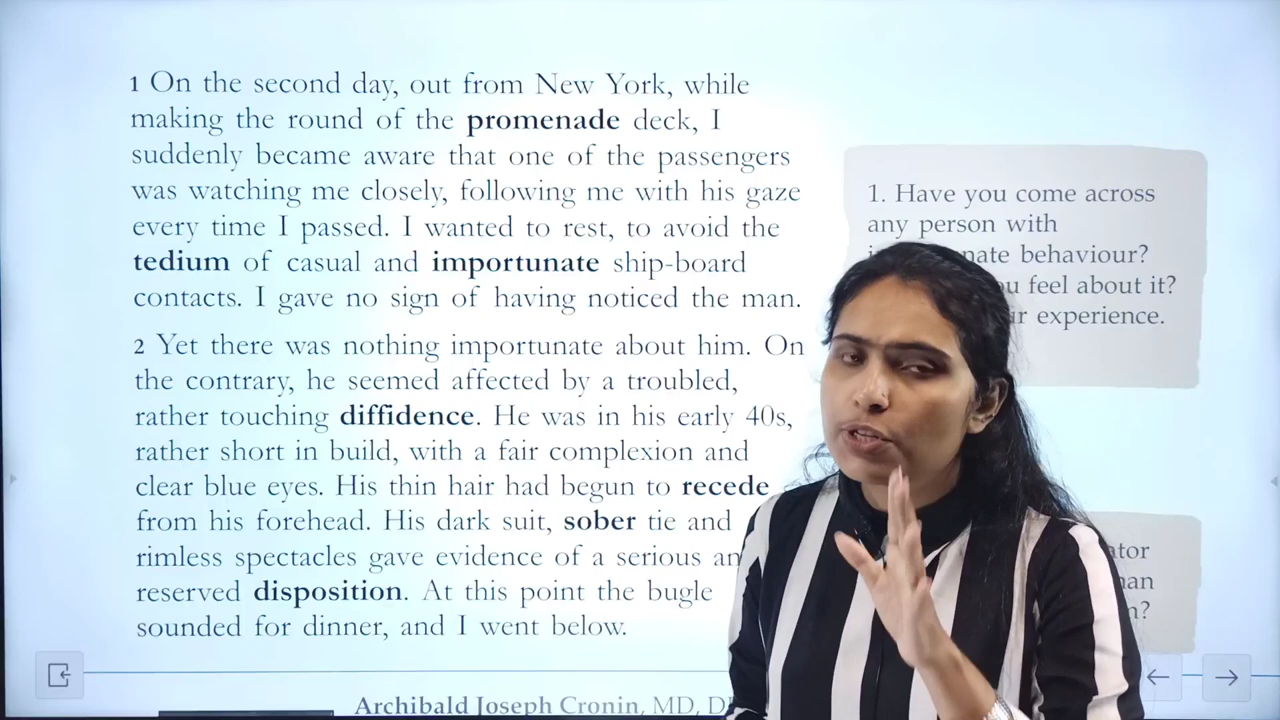 1 On the second day, out from New York, while
making the round of the promenade deck, I
suddenly became aware that one of the passengers
was watching me closely, following me with his gaze
every time I passed. I wanted to rest, to avoid the
tedium of casual and importunate ship-board
contacts. I gave no sign of having noticed the man.
2 Yet there was nothing importunate about him. On
the contrary, he seemed affected by a troubled,
rather touching diffidence. He was in his early 40s,
rather short in build, with a fair complexion and
clear blue eyes. His thin hair had begun to recede
from his forehead. His dark suit, sober tie and
rimless spectacles gave evidence of a serious an
reserved disposition. At this point the bugle
sounded for dinner, and I went below.
Archibald Joseph Cronin, MD,
1. Have you come across
any person with
nate behaviour?
u feel about it?
ir experience.